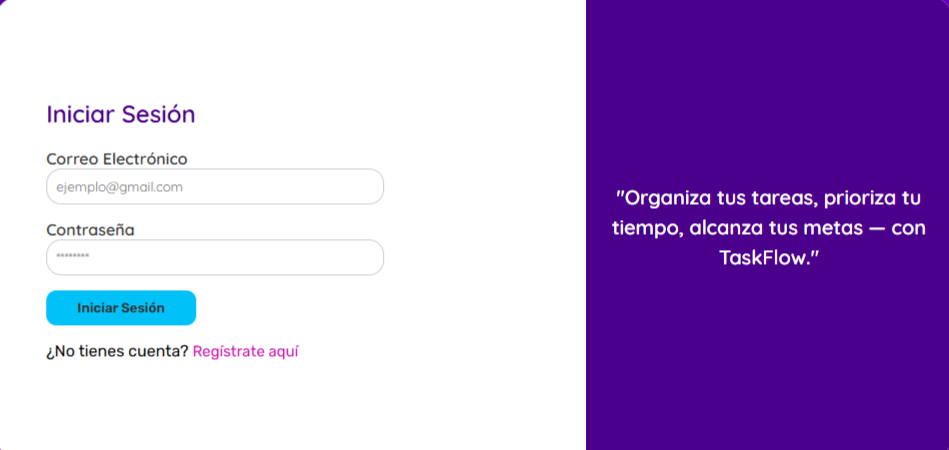 Iniciar Sesión
Correo Electrónico
ejemplo@gmail.com
Contraseña
********
Iniciar Sesión
¿No tienes cuenta? Regístrate aquí
"Organiza tus tareas, prioriza tu
tiempo, alcanza tus metas — con
TaskFlow."